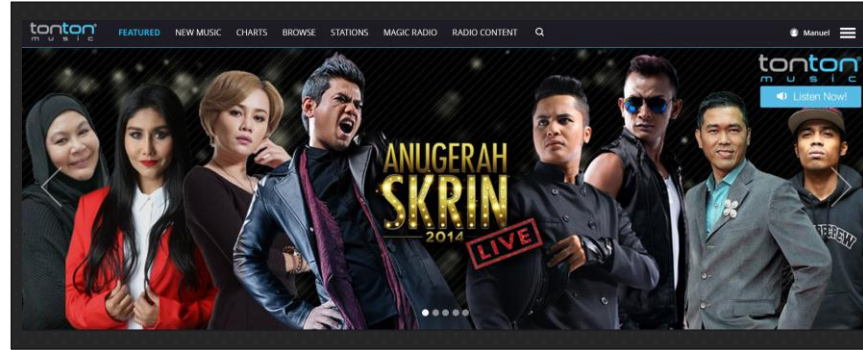 tonton
music
FEATURED NEW MUSIC CHARTS BROWSE STATIONS MAGIC RADIO RADIO CONTENT Manuel
tonton
music
Listen Now!
ANUGERAH
SKRIN
2014
LIVE